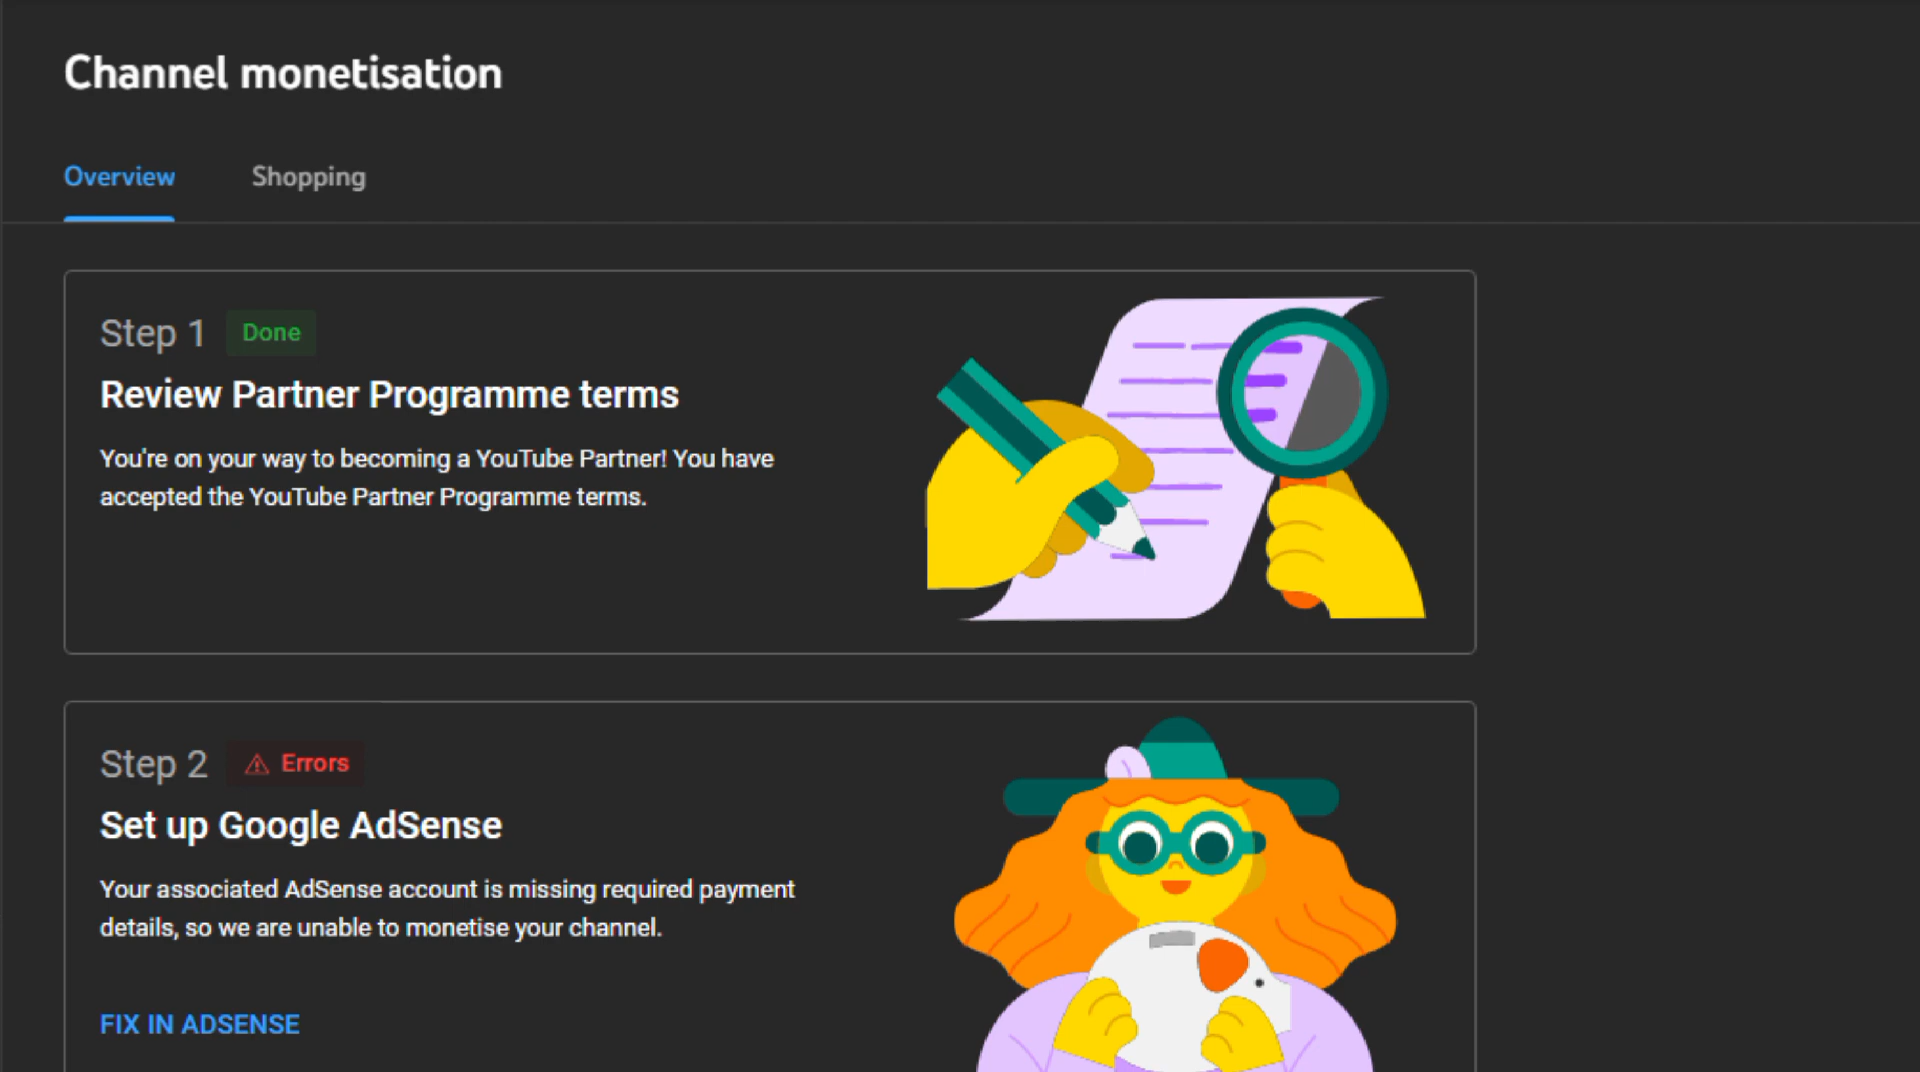 Channel monetisation
Overview
Shopping
Step 1
Done
Review Partner Programme terms
You're on your way to becoming a YouTube Partner! You have
accepted the YouTube Partner Programme terms.
Step 2
Errors
Set up Google AdSense
Your associated AdSense account is missing required payment
details, so we are unable to monetise your channel.
FIX IN ADSENSE